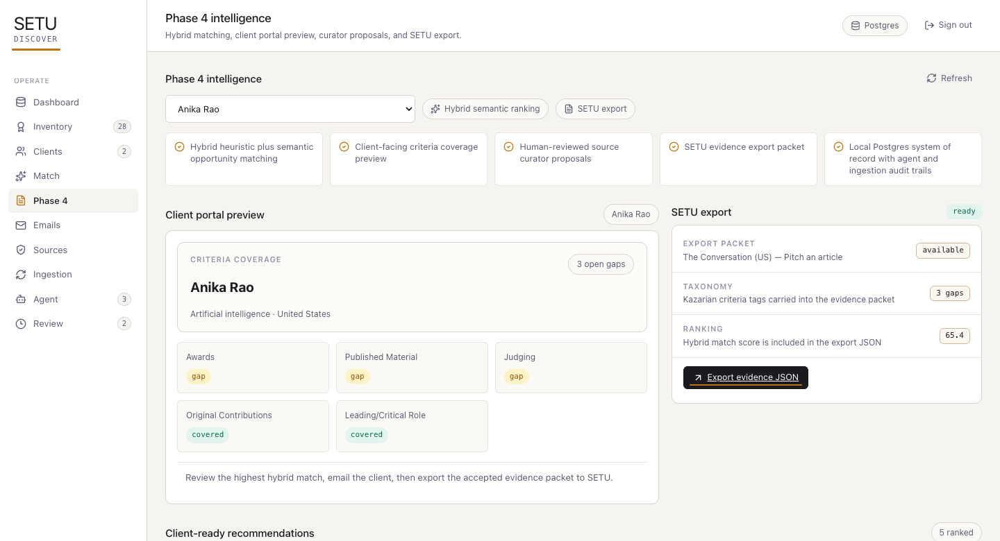 SETU
DISCOVER
OPERATE
Dashboard
Inventory 28
Clients 2
Match
Phase 4
Emails
Sources
Ingestion
Agent 3
Review 2
Phase 4 intelligence
Hybrid matching, client portal preview, curator proposals, and SETU export.
Postgres
Sign out
Phase 4 intelligence
Refresh
Anika Rao
Hybrid semantic ranking
SETU export
Hybrid heuristic plus semantic
opportunity matching
Client-facing criteria coverage
preview
Human-reviewed source
curator proposals
SETU evidence export packet
Local Postgres system of
record with agent and
ingestion audit trails
Client portal preview
Anika Rao
CRITERIA COVERAGE
3 open gaps
Anika Rao
Artificial intelligence · United States
Awards
gap
Published Material
gap
Judging
gap
Original Contributions
covered
Leading/Critical Role
covered
Review the highest hybrid match, email the client, then export the accepted evidence packet to SETU.
SETU export
ready
EXPORT PACKET
The Conversation (US) — Pitch an article
available
TAXONOMY
Kazarian criteria tags carried into the evidence packet
3 gaps
RANKING
Hybrid match score is included in the export JSON
65.4
Export evidence JSON
Client-ready recommendations
5 ranked